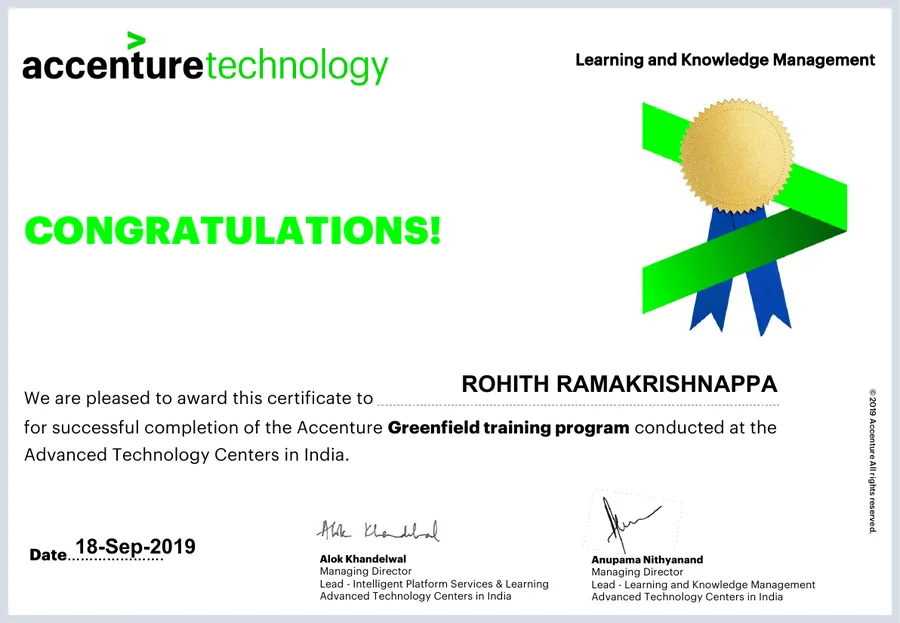 accenturetechnology
Learning and Knowledge Management
CONGRATULATIONS!
We are pleased to award this certificate to ROHITH RAMAKRISHNAPPA
for successful completion of the Accenture Greenfield training program conducted at the
Advanced Technology Centers in India.
Date 18-Sep-2019
Alok Khandelwal
Alok Khandelwal
Managing Director
Lead - Intelligent Platform Services & Learning
Advanced Technology Centers in India
Anupama Nithyanand
Managing Director
Lead - Learning and Knowledge Management
Advanced Technology Centers in India
© 2019 Accenture All rights reserved.